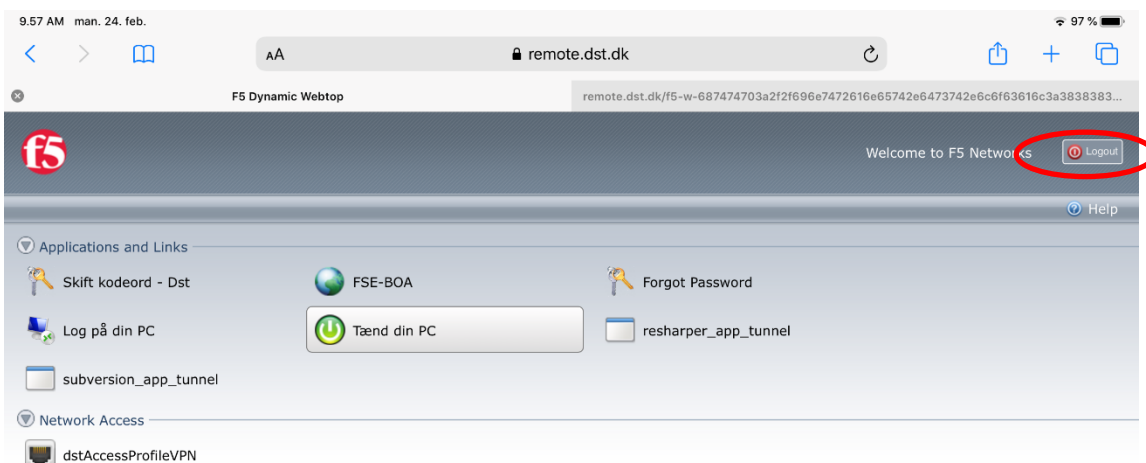 9.57 AM man. 24. feb. 97 %
AA remote.dst.dk
F5 Dynamic Webtop remote.dst.dk/f5-w-687474703a2f2f696e7472616e65742e6473742e6c6f63616c3a3838383...
f5 Welcome to F5 Networks Logout
Help
Applications and Links
Skift kodeord - Dst FSE-BOA Forgot Password
Log på din PC Tænd din PC resharper_app_tunnel
subversion_app_tunnel
Network Access
dstAccessProfileVPN